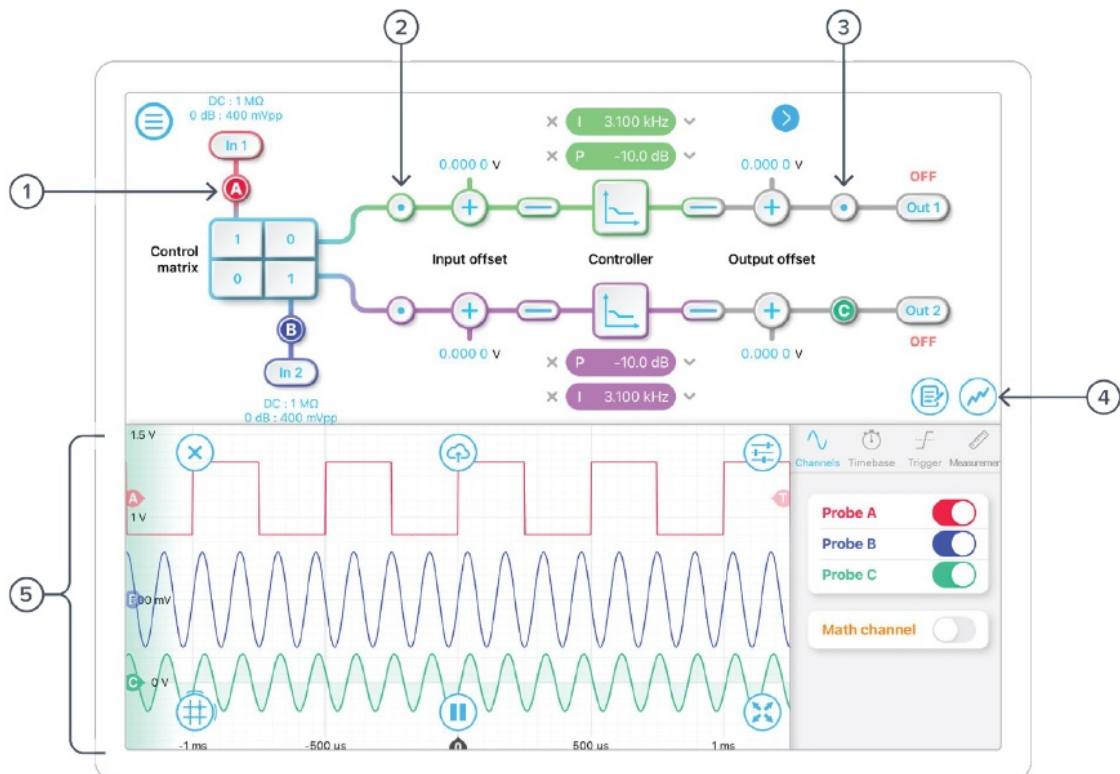 2
3
DC : 1 MΩ
0 dB : 400 mVpp
I 3.100 kHz
In 1
P -10.0 dB
0.000 0 V
0.000 0 V
OFF
1
A
Out 1
1 0
Control
matrix
Input offset
Controller
Output offset
0 1
B
C
Out 2
OFF
0.000 0 V
0.000 0 V
In 2
P -10.0 dB
DC : 1 MΩ
0 dB : 400 mVpp
I 3.100 kHz
4
1.5 V
Channels Timebase Trigger Measuremen
A
T
1 V
Probe A
Probe B
Probe C
5
00 mV
Math channel
C 0 V
-1 ms -500 us 0 500 us 1 ms